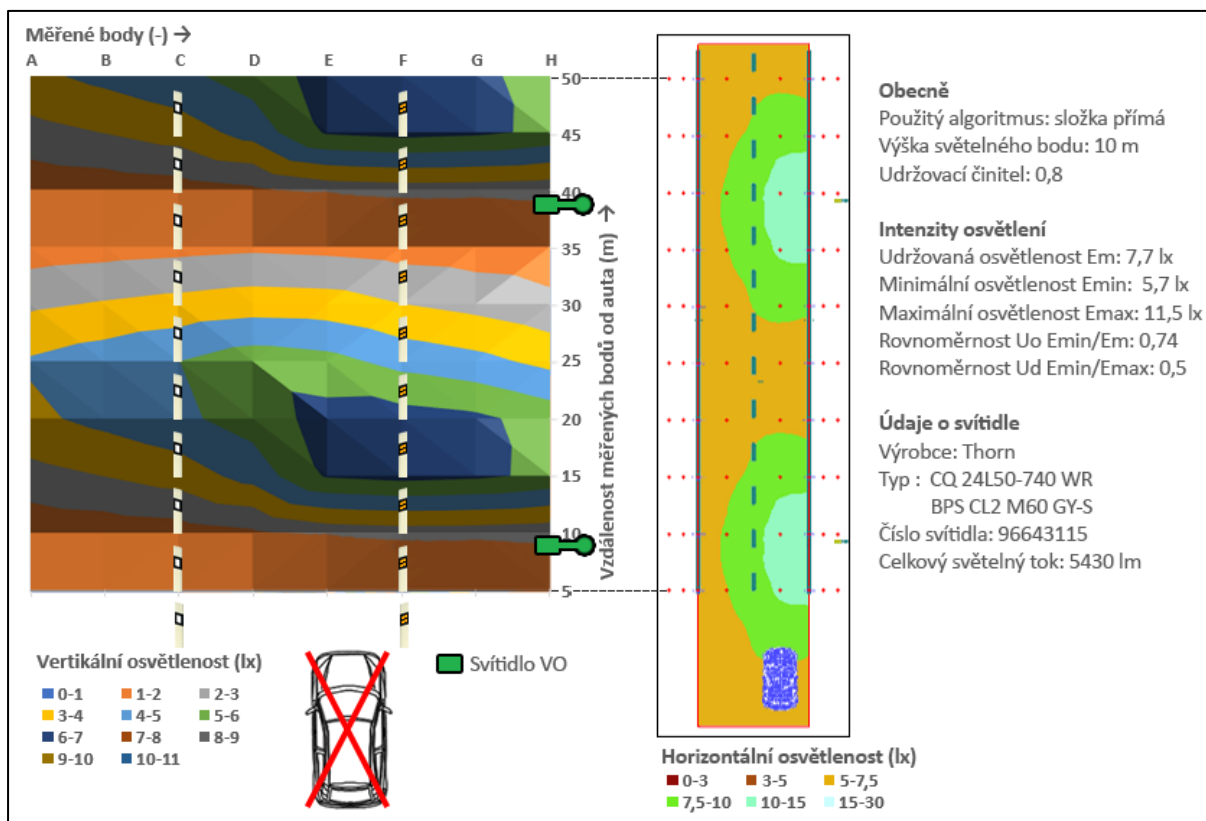 Měřené body (-) →
A B C D E F G H
50
45
40
35
30
25
20
15
10
5
Vzdálenost měřených bodů od auta (m) →
Vertikální osvětlenost (lx)
0-1 1-2 2-3
3-4 4-5 5-6
6-7 7-8 8-9
9-10 10-11
Svítidlo VO
Horizontální osvětlenost (lx)
0-3 3-5 5-7,5
7,5-10 10-15 15-30
Obecně
Použitý algoritmus: složka přímá
Výška světelného bodu: 10 m
Udržovací činitel: 0,8
Intenzity osvětlení
Udržovaná osvětlenost Em: 7,7 lx
Minimální osvětlenost Emin: 5,7 lx
Maximální osvětlenost Emax: 11,5 lx
Rovnoměrnost Uo Emin/Em: 0,74
Rovnoměrnost Ud Emin/Emax: 0,5
Údaje o svítidle
Výrobce: Thorn
Typ : CQ 24L50-740 WR
BPS CL2 M60 GY-S
Číslo svítidla: 96643115
Celkový světelný tok: 5430 lm